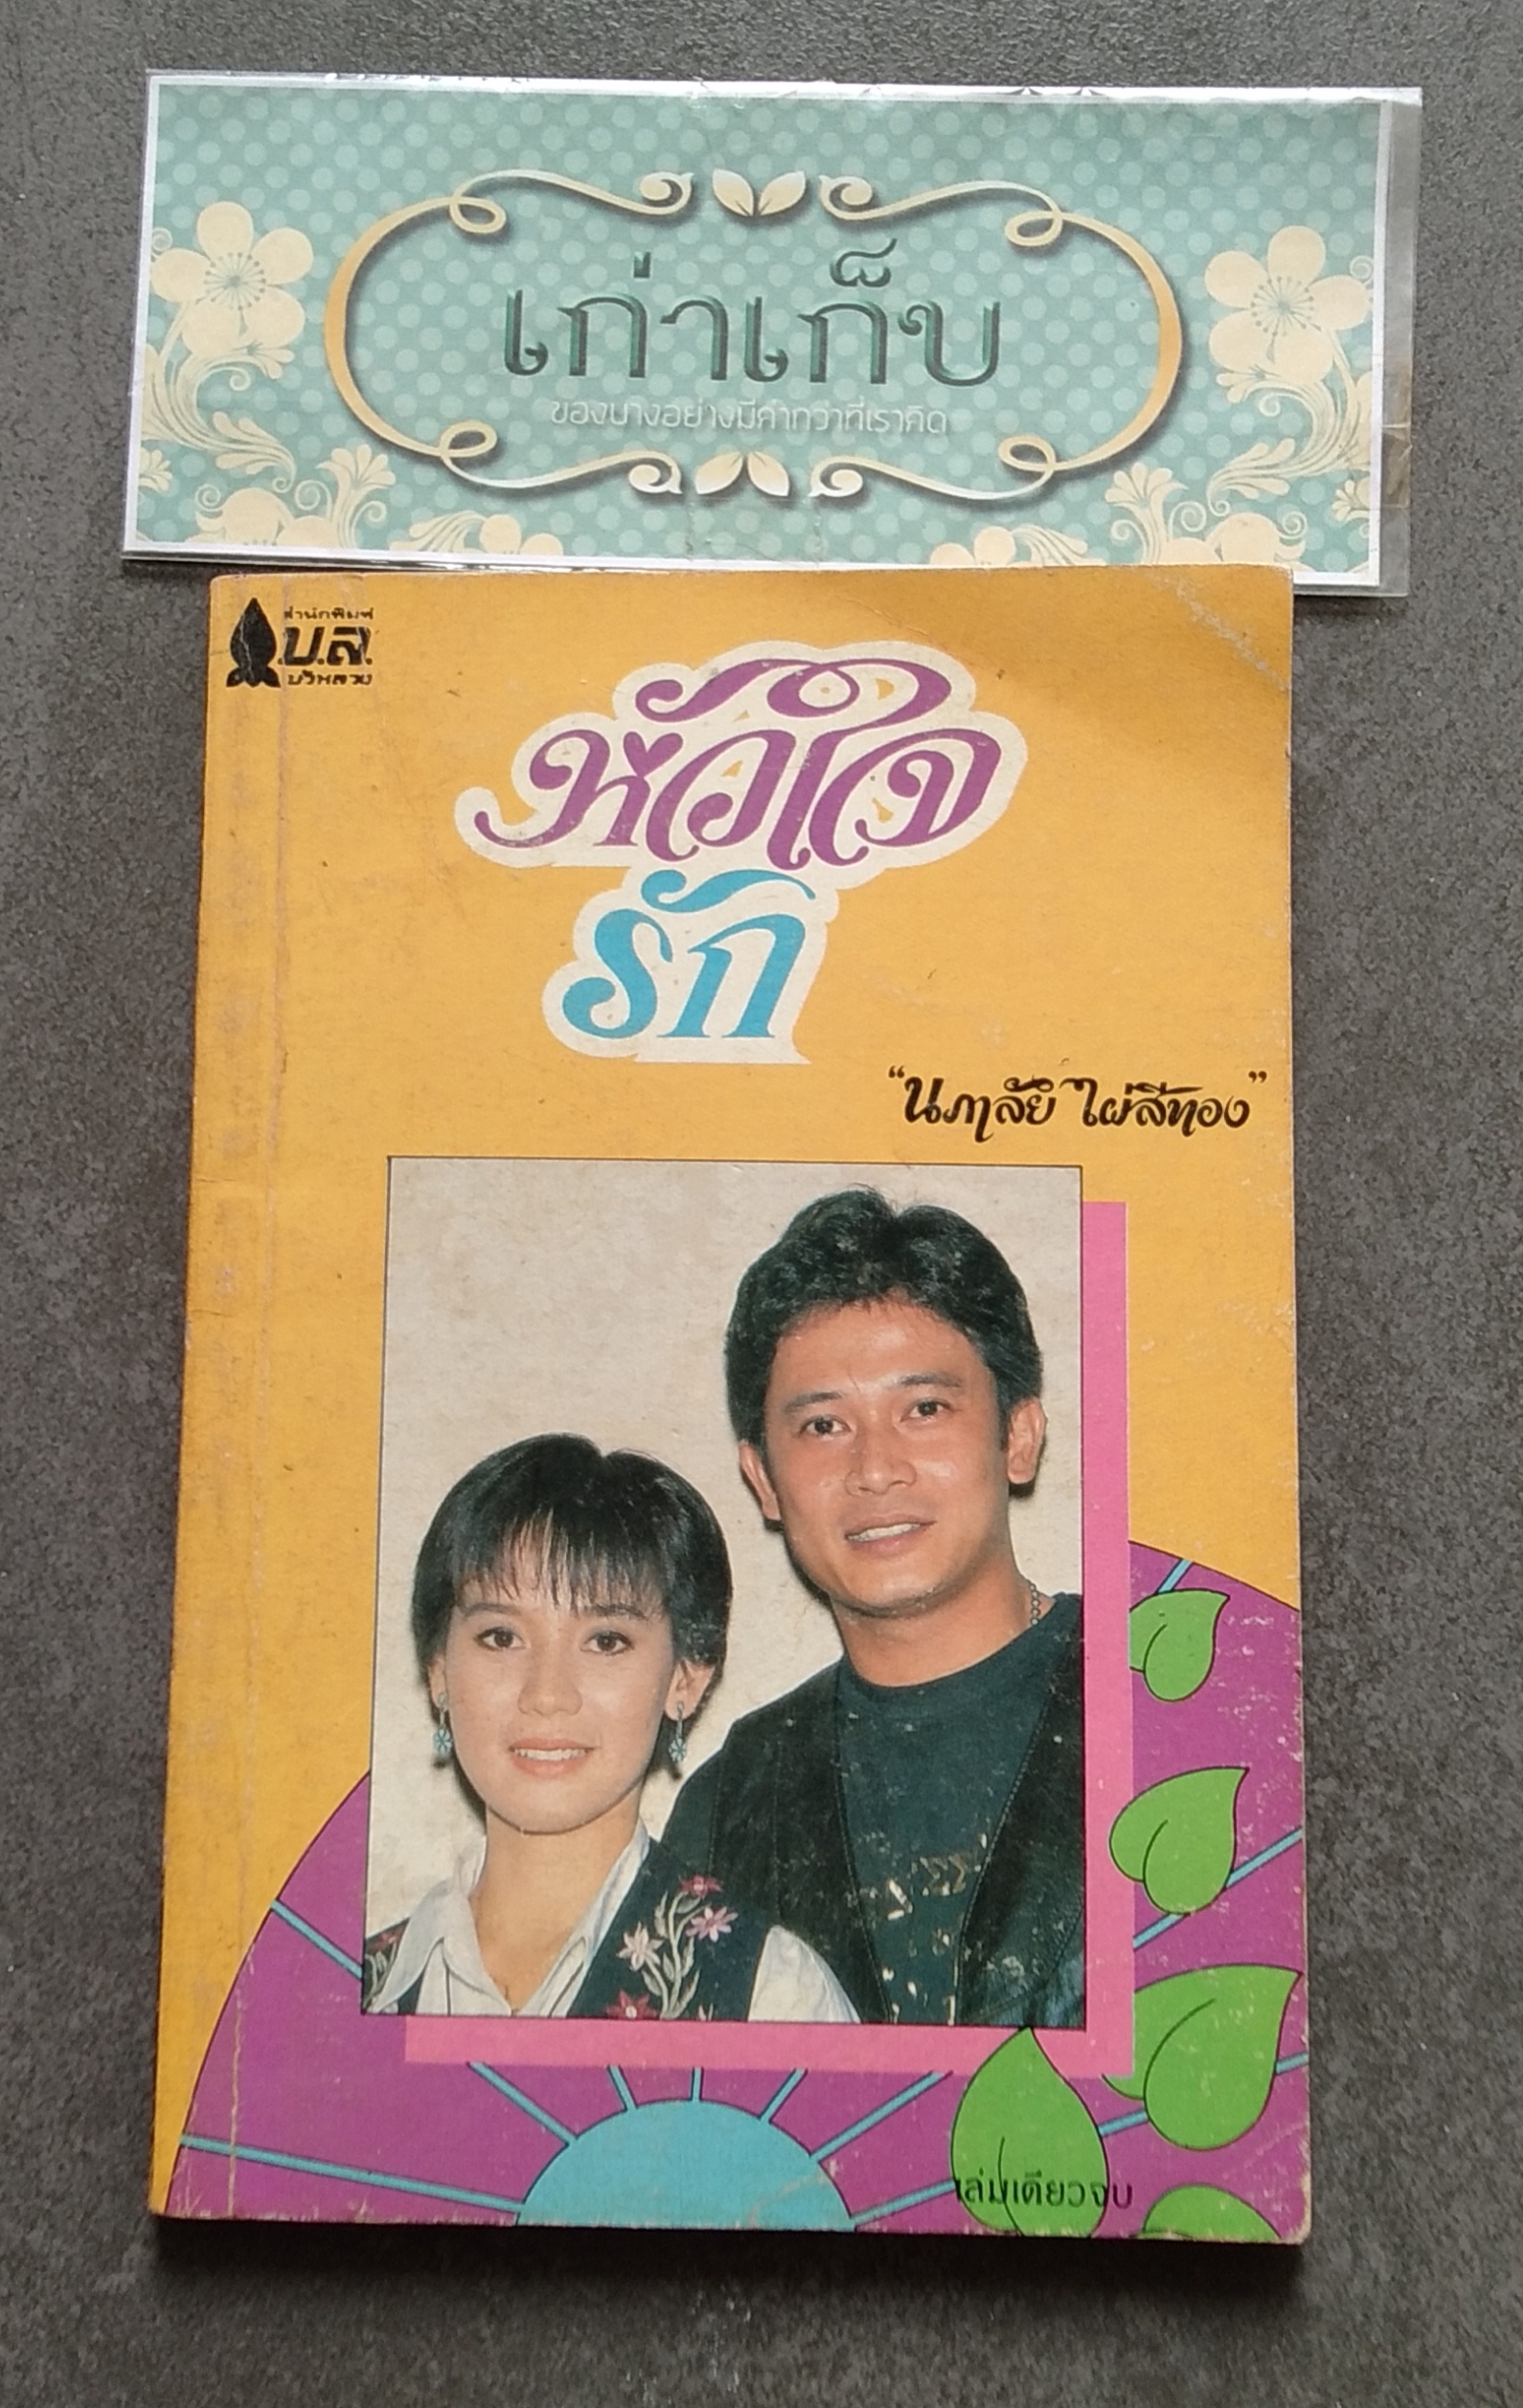 เก่าเก็บ
ของบางอย่างมีค่ากว่าที่เราคิด
สำนักพิมพ์
บ.ล.
บวรหลวง
หัวใจ
รัก
"นภาลัย ไผ่สีทอง"
เล่มเดียวจบ